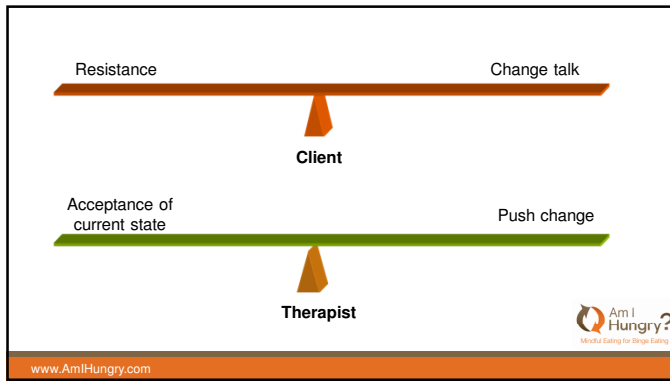 Resistance
Change talk
Client
Acceptance of
current state
Push change
Therapist
Am I
Hungry?
Mindful Eating for Binge Eating
www.AmIHungry.com